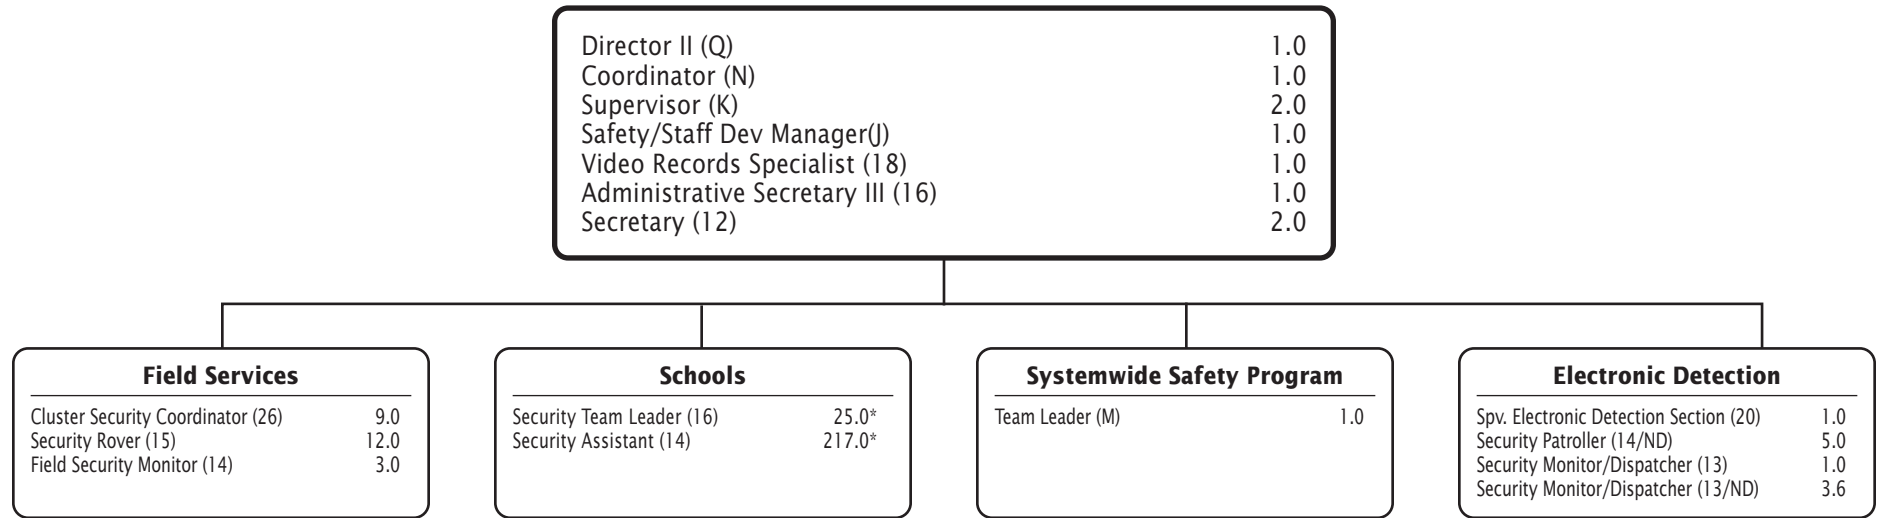 Director II (Q) 1.0
Coordinator (N) 1.0
Supervisor (K) 2.0
Safety/Staff Dev Manager(J) 1.0
Video Records Specialist (18) 1.0
Administrative Secretary III (16) 1.0
Secretary (12) 2.0
Field Services
Cluster Security Coordinator (26) 9.0
Security Rover (15) 12.0
Field Security Monitor (14) 3.0
Schools
Security Team Leader (16) 25.0*
Security Assistant (14) 217.0*
Systemwide Safety Program
Team Leader (M) 1.0
Electronic Detection
Spv. Electronic Detection Section (20) 1.0
Security Patroller (14/ND) 5.0
Security Monitor/Dispatcher (13) 1.0
Security Monitor/Dispatcher (13/ND) 3.6